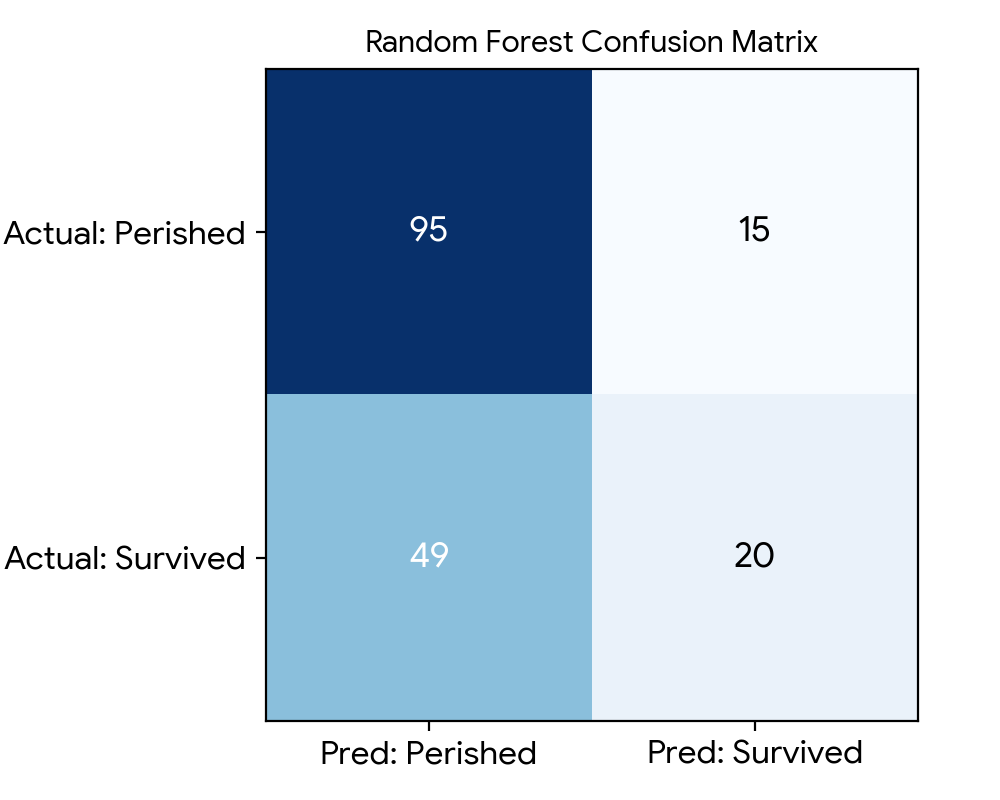 Random Forest Confusion Matrix
Actual: Perished
95
15
Actual: Survived
49
20
Pred: Perished
Pred: Survived